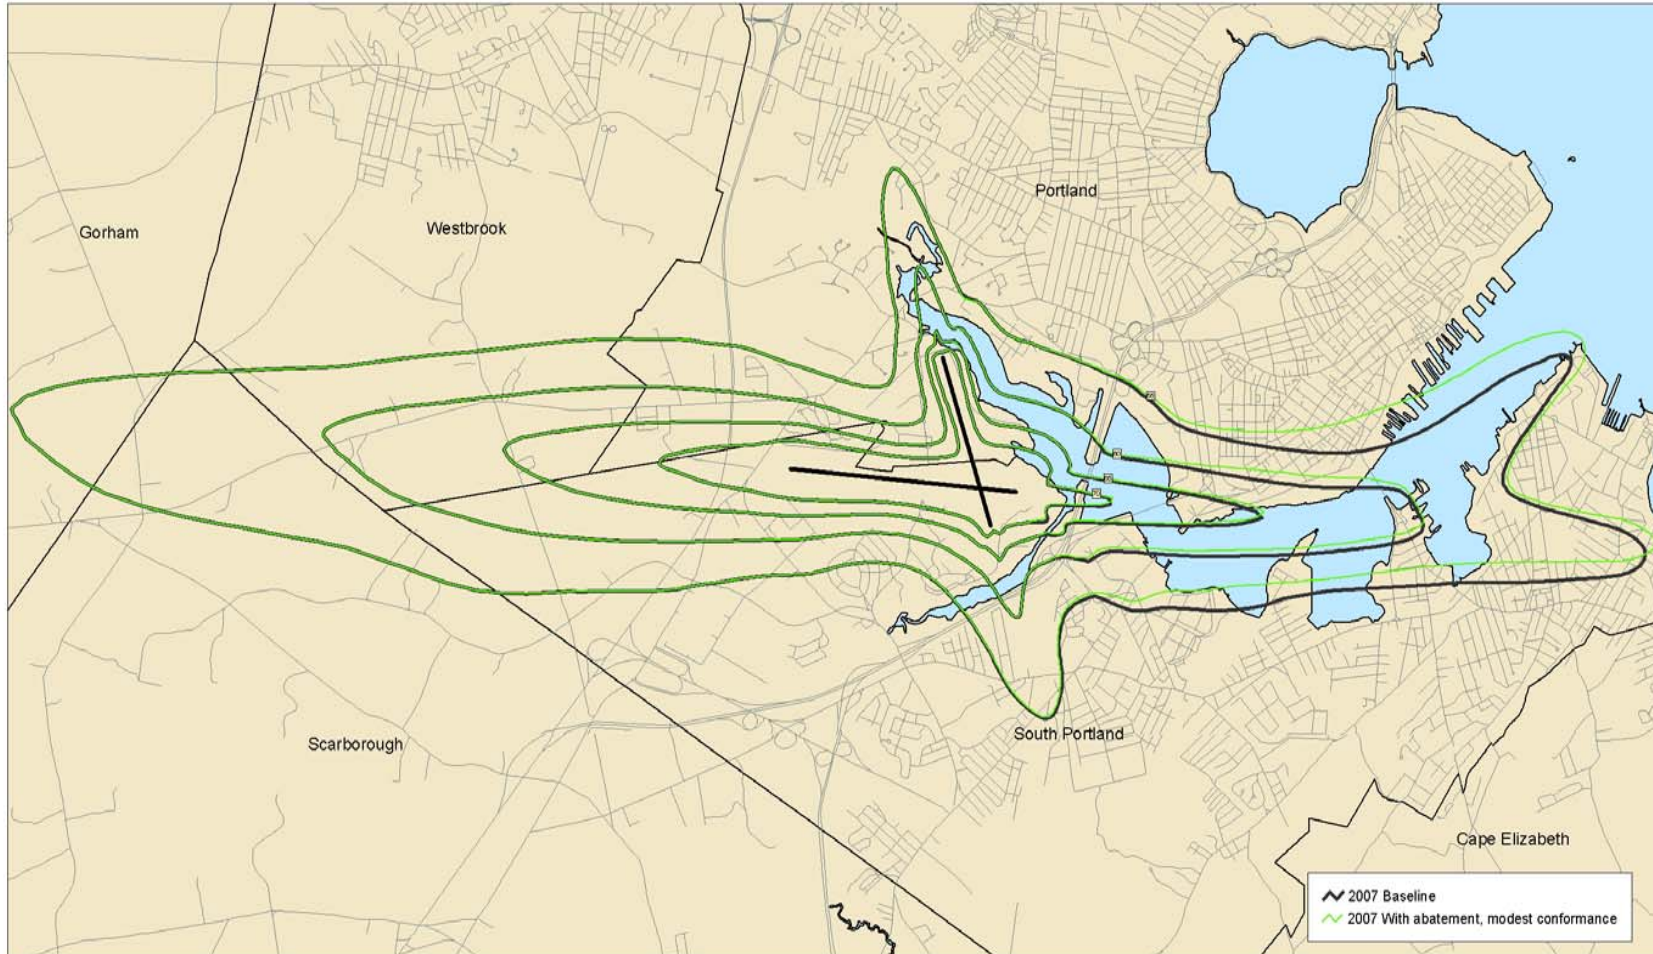 Portland
Gorham
Westbrook
South Portland
Scarborough
Cape Elizabeth
2007 Baseline
2007 With abatement, modest conformance